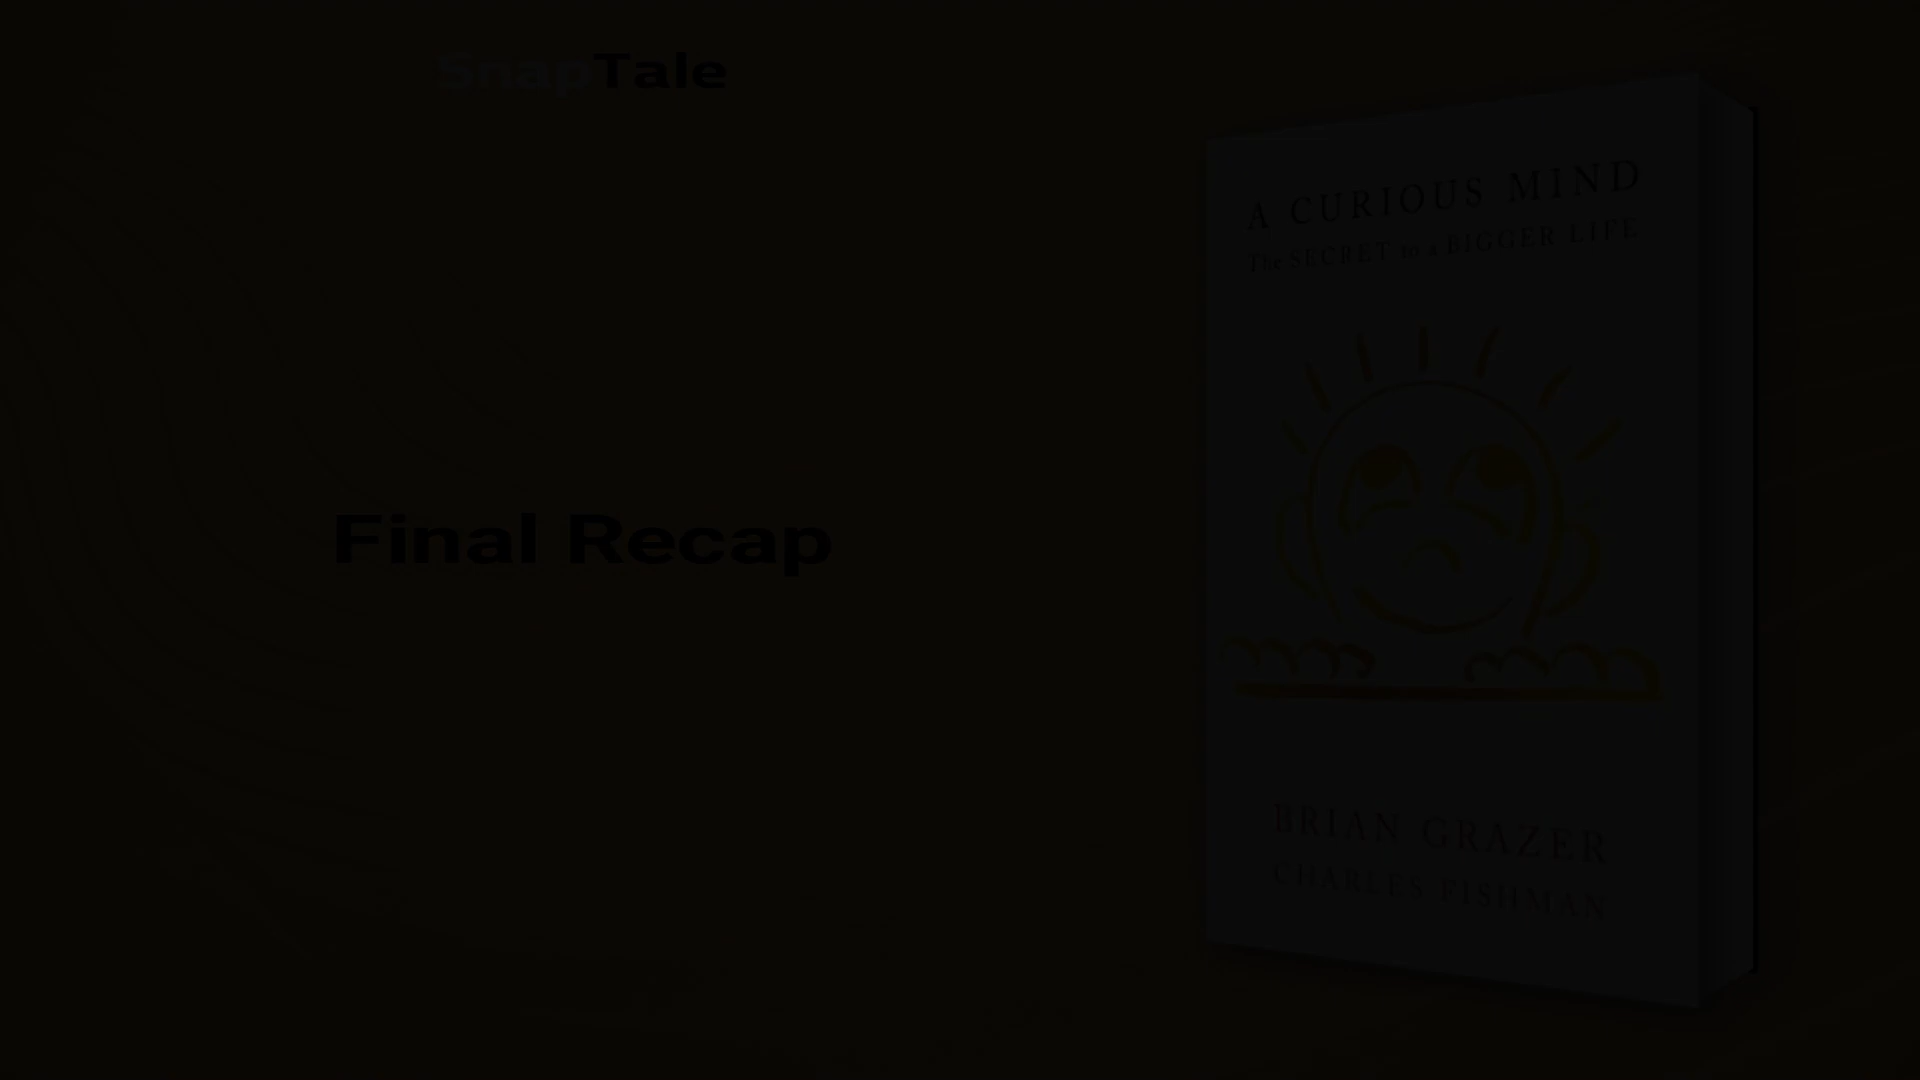 SnapTale
Final Recap
A CURIOUS MIND
The SECRET to a BIGGER LIFE
BRIAN GRAZER
CHARLES FISHMAN